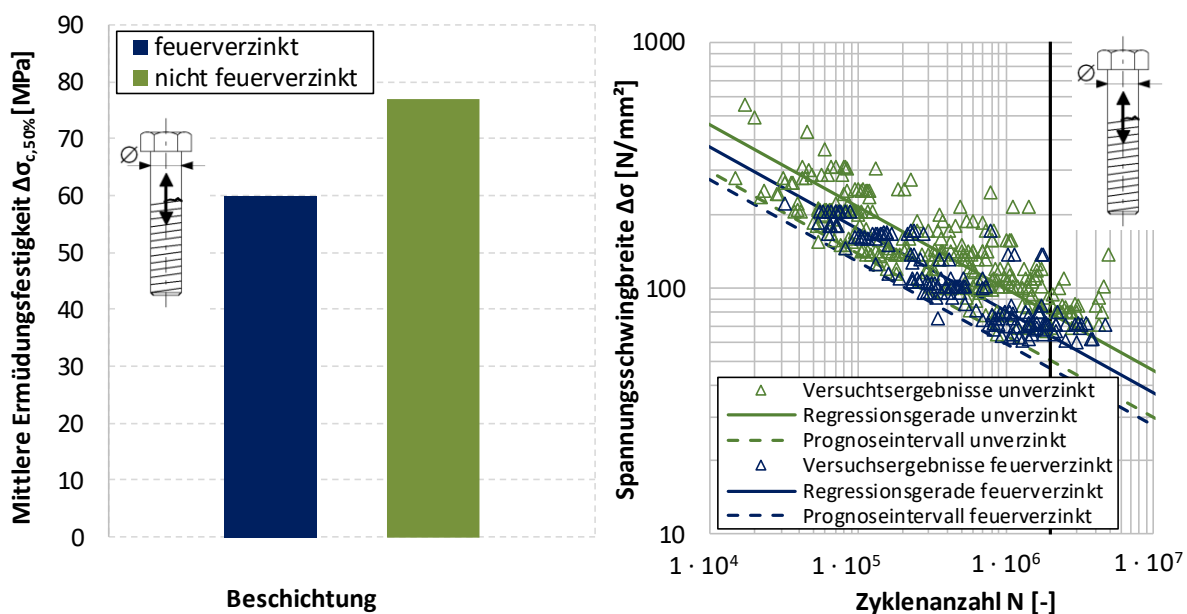 Mittlere Ermüdungsfestigkeit Δσc,50% [MPa]
90
80
70
60
50
40
30
20
10
0
feuerverzinkt
nicht feuerverzinkt
∅
Beschichtung
Spannungsschwingbreite Δσ [N/mm²]
1000
100
10
∅
Versuchtsergebnisse unverzinkt
Regressionsgerade unverzinkt
Prognoseintervall unverzinkt
Versuchsergebnisse feuerverzinkt
Regressionsgerade feuerverzinkt
Prognoseintervall feuerverzinkt
1 · 10⁴ 1 · 10⁵ 1 · 10⁶ 1 · 10⁷
Zyklenanzahl N [-]